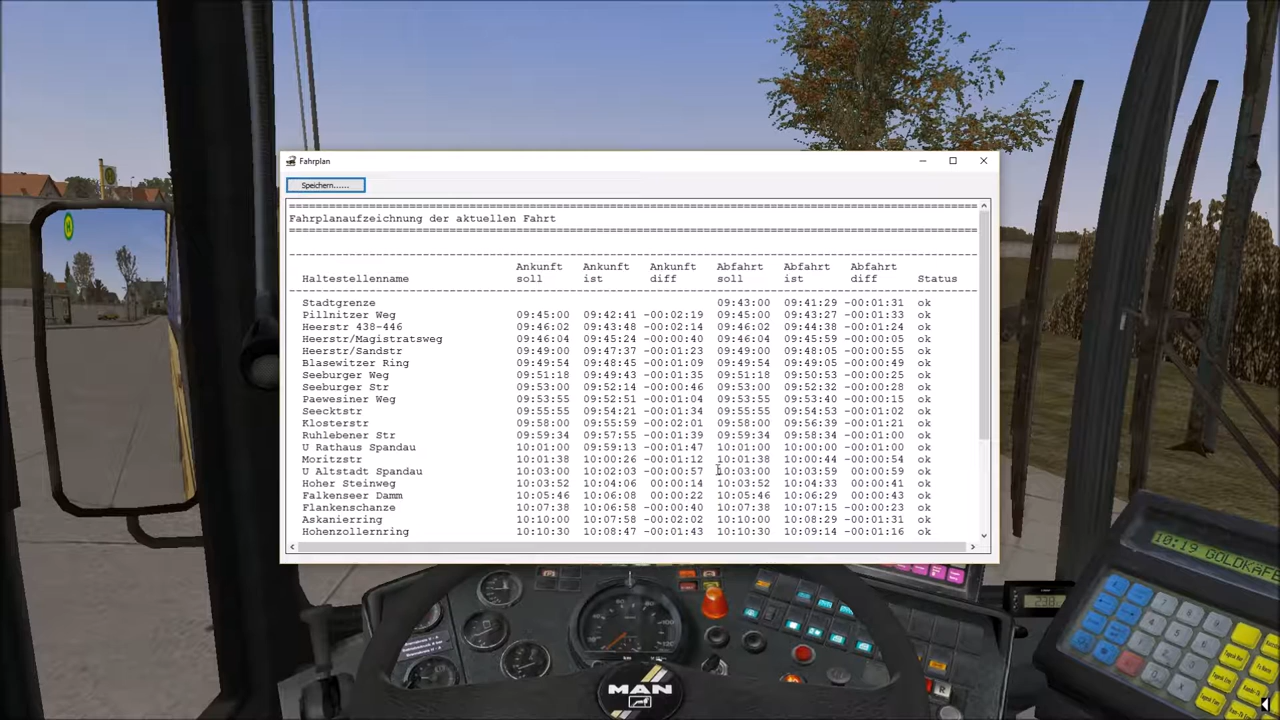 Fahrplan
Speichern......
Fahrplanaufzeichnung der aktuellen Fahrt
Ankunft Ankunft Ankunft Abfahrt Abfahrt Abfahrt
Haltestellenname soll ist diff soll ist diff Status
Stadtgrenze 09:43:00 09:41:29 -00:01:31 ok
Pillnitzer Weg 09:45:00 09:42:41 -00:02:19 09:45:00 09:43:27 -00:01:33 ok
Heerstr 438-446 09:46:02 09:43:48 -00:02:14 09:46:02 09:44:38 -00:01:24 ok
Heerstr/Magistratsweg 09:46:04 09:45:24 -00:00:40 09:46:04 09:45:59 -00:00:05 ok
Heerstr/Sandstr 09:49:00 09:47:37 -00:01:23 09:49:00 09:48:05 -00:00:55 ok
Blasewitzer Ring 09:49:54 09:48:45 -00:01:09 09:49:54 09:49:05 -00:00:49 ok
Seeburger Weg 09:51:18 09:49:43 -00:01:35 09:51:18 09:50:53 -00:00:25 ok
Seeburger Str 09:53:00 09:52:14 -00:00:46 09:53:00 09:52:32 -00:00:28 ok
Paewesiner Weg 09:53:55 09:52:51 -00:01:04 09:53:55 09:53:40 -00:00:15 ok
Seecktstr 09:55:55 09:54:21 -00:01:34 09:55:55 09:54:53 -00:01:02 ok
Klosterstr 09:58:00 09:55:59 -00:02:01 09:58:00 09:56:39 -00:01:21 ok
Ruhlebener Str 09:59:34 09:57:55 -00:01:39 09:59:34 09:58:34 -00:01:00 ok
U Rathaus Spandau 10:01:00 09:59:13 -00:01:47 10:01:00 10:00:00 -00:01:00 ok
Moritzstr 10:01:38 10:00:26 -00:01:12 10:01:38 10:00:44 -00:00:54 ok
U Altstadt Spandau 10:03:00 10:02:03 -00:00:57 10:03:00 10:03:59 00:00:59 ok
Hoher Steinweg 10:03:52 10:04:06 00:00:14 10:03:52 10:04:33 00:00:41 ok
Falkenseer Damm 10:05:46 10:06:08 00:00:22 10:05:46 10:06:29 00:00:43 ok
Flankenschanze 10:07:38 10:06:58 -00:00:40 10:07:38 10:07:15 -00:00:23 ok
Askanierring 10:10:00 10:07:58 -00:02:02 10:10:00 10:08:29 -00:01:31 ok
Hohenzollernring 10:10:30 10:08:47 -00:01:43 10:10:30 10:09:14 -00:01:16 ok
10:19 GOLDKÄFE
MAN
H